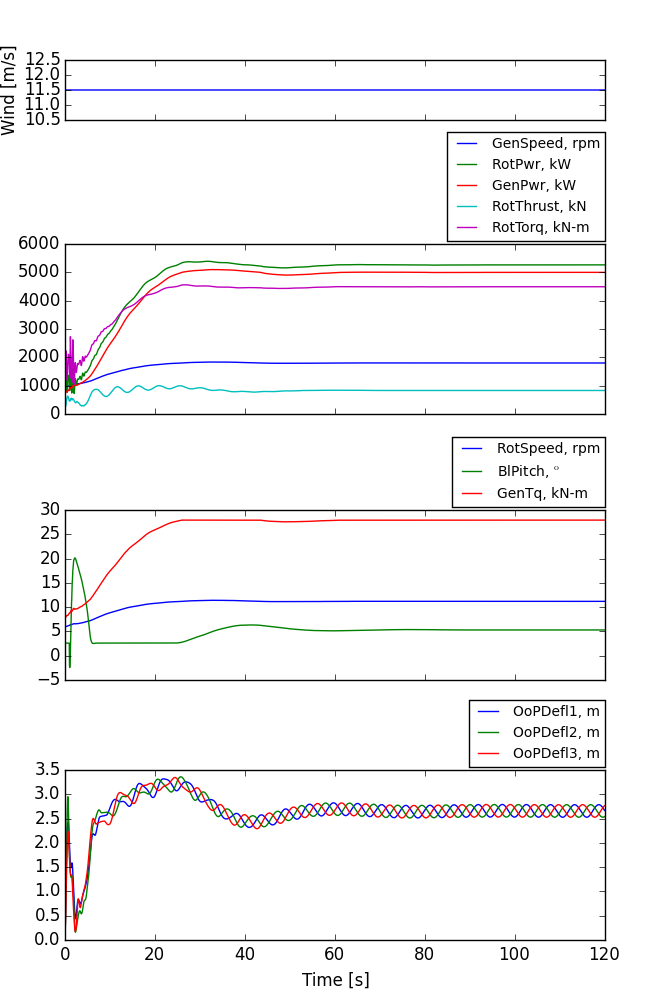 Wind [m/s]
12.5
12.0
11.5
11.0
10.5
GenSpeed, rpm
RotPwr, kW
GenPwr, kW
RotThrust, kN
RotTorq, kN-m
6000
5000
4000
3000
2000
1000
0
RotSpeed, rpm
BlPitch, °
GenTq, kN-m
30
25
20
15
10
5
0
−5
OoPDefl1, m
OoPDefl2, m
OoPDefl3, m
3.5
3.0
2.5
2.0
1.5
1.0
0.5
0.0
0 20 40 60 80 100 120
Time [s]